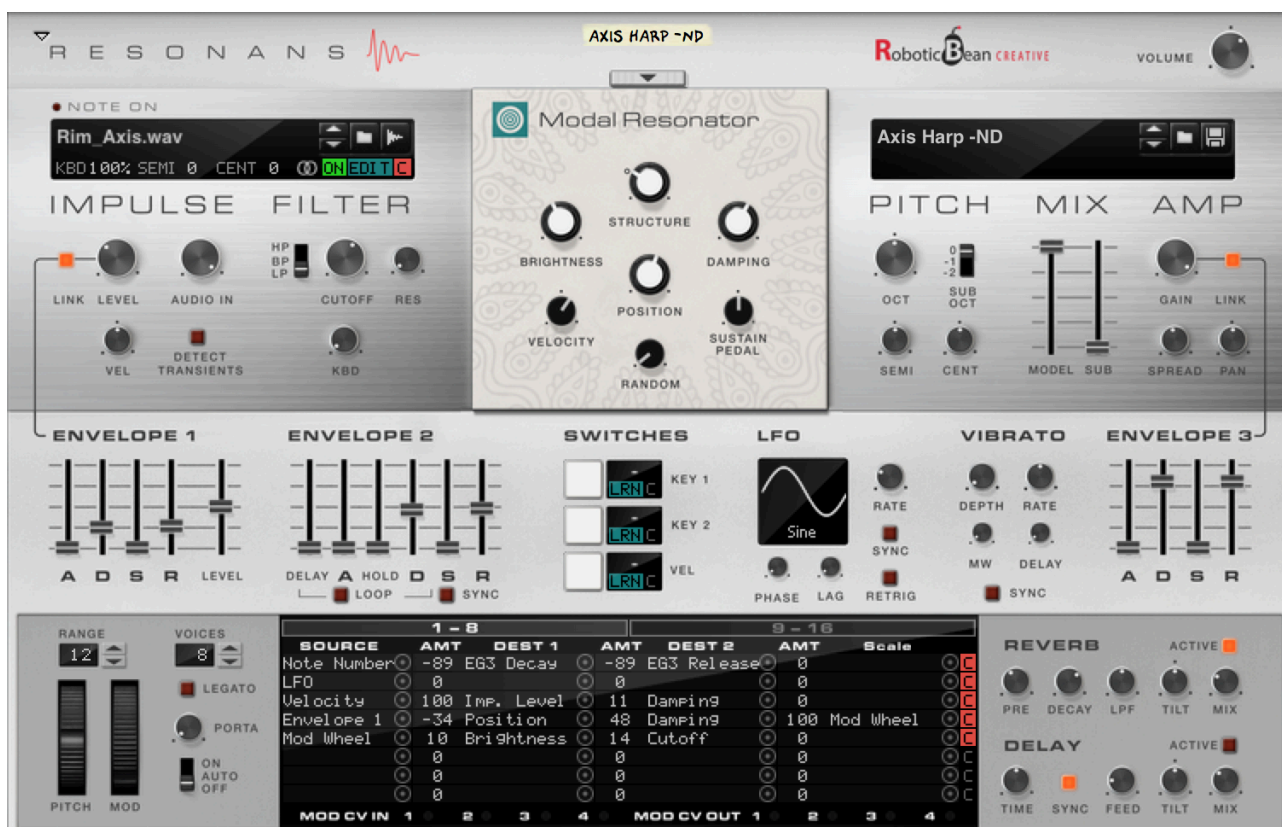 RESONANS
AXIS HARP -ND
RoboticBean CREATIVE
VOLUME
NOTE ON
Rim_Axis.wav
KBD100% SEMI 0 CENT 0 ON EDIT C
Modal Resonator
Axis Harp -ND
IMPULSE FILTER
PITCH MIX AMP
STRUCTURE
BRIGHTNESS DAMPING
POSITION
VELOCITY SUSTAIN PEDAL
RANDOM
HP
BP
LP
LINK LEVEL AUDIO IN CUTOFF RES
VEL DETECT TRANSIENTS KBD
0
-1
-2
OCT SUB OCT GAIN LINK
SEMI CENT MODEL SUB SPREAD PAN
ENVELOPE 1 ENVELOPE 2 SWITCHES LFO VIBRATO ENVELOPE 3
- LRN C KEY 1
- LRN C KEY 2
- LRN C VEL
Sine
RATE
SYNC
RETRIG
PHASE LAG
DEPTH RATE
MW DELAY
SYNC
A D S R LEVEL
DELAY A HOLD D S R
LOOP SYNC
A D S R
RANGE VOICES
12 8
LEGATO
PORTA
ON
AUTO
OFF
PITCH MOD
1 - 8 9 - 16
SOURCE AMT DEST 1 AMT DEST 2 AMT Scale
Note Number -89 EG3 Decay -89 EG3 Release 0 C
LFO 0 0 0 C
Velocity 100 Imp. Level 11 Damping 0 C
Envelope 1 -34 Position 48 Damping 100 Mod Wheel C
Mod Wheel 10 Brightness 14 Cutoff 0 C
0 0 0 C
0 0 0 C
0 0 0 C
MOD CV IN 1 2 3 4 MOD CV OUT 1 2 3 4
REVERB ACTIVE
PRE DECAY LPF TILT MIX
DELAY ACTIVE
TIME SYNC FEED TILT MIX